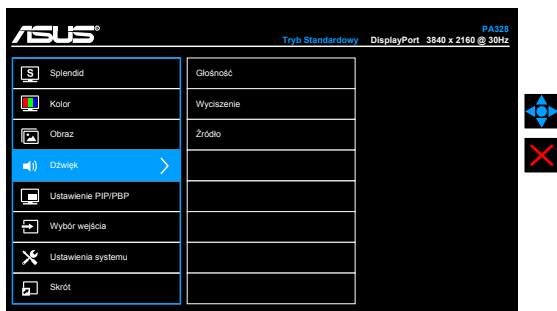 ASUS
PA328
Tryb Standardowy DisplayPort 3840 x 2160 @ 30Hz
S Splendid
Głośność
Kolor
Wyciszenie
Obraz
Źródło
Dźwięk
Ustawienie PIP/PBP
Wybór wejścia
Ustawienia systemu
Skrót